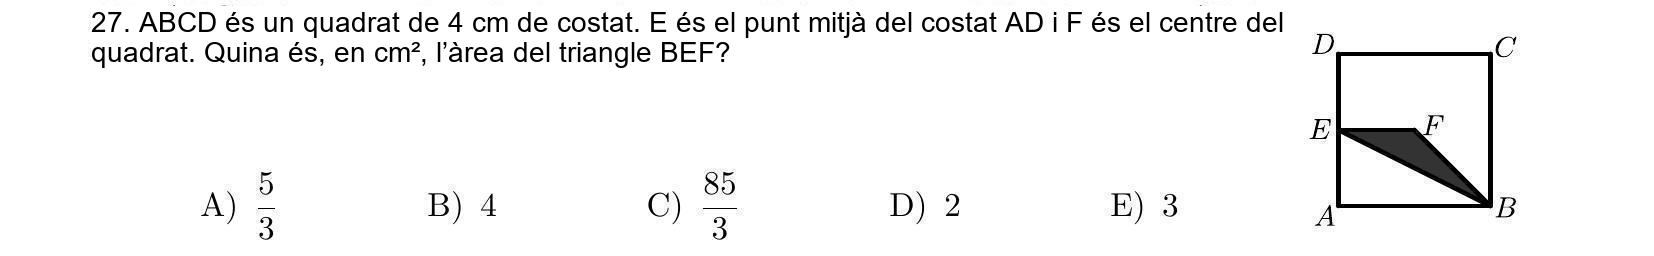 27. ABCD és un quadrat de 4 cm de costat. E és el punt mitjà del costat AD i F és el centre del
quadrat. Quina és, en cm², l’àrea del triangle BEF?
D
C
E
F
A
B
A) 5/3 B) 4 C) 85/3 D) 2 E) 3